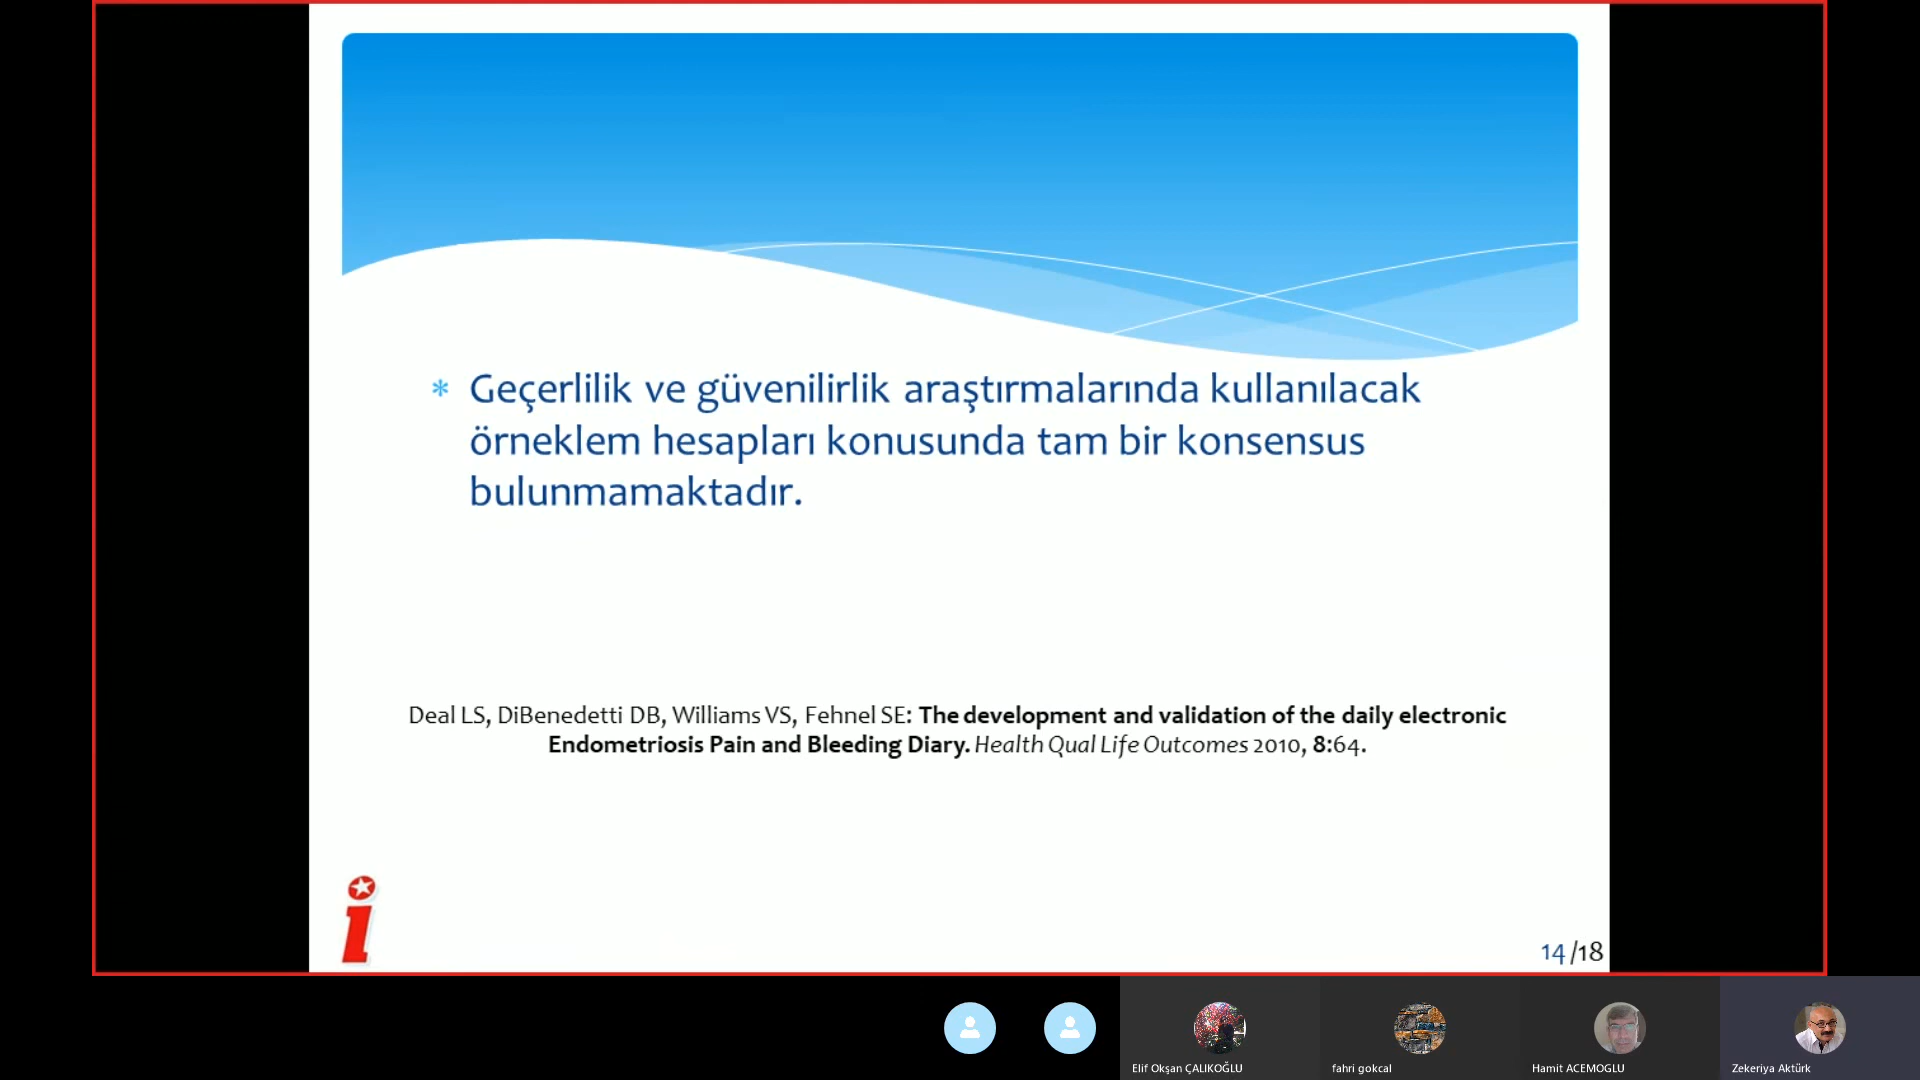 * Geçerlilik ve güvenilirlik araştırmalarında kullanılacak
örneklem hesapları konusunda tam bir konsensus
bulunmamaktadır.
Deal LS, DiBenedetti DB, Williams VS, Fehnel SE: The development and validation of the daily electronic
Endometriosis Pain and Bleeding Diary. Health Qual Life Outcomes 2010, 8:64.
i
14 /18
Elif Okşan ÇALIKOĞLU
fahri gokcal
Hamit ACEMOGLU
Zekeriya Aktürk